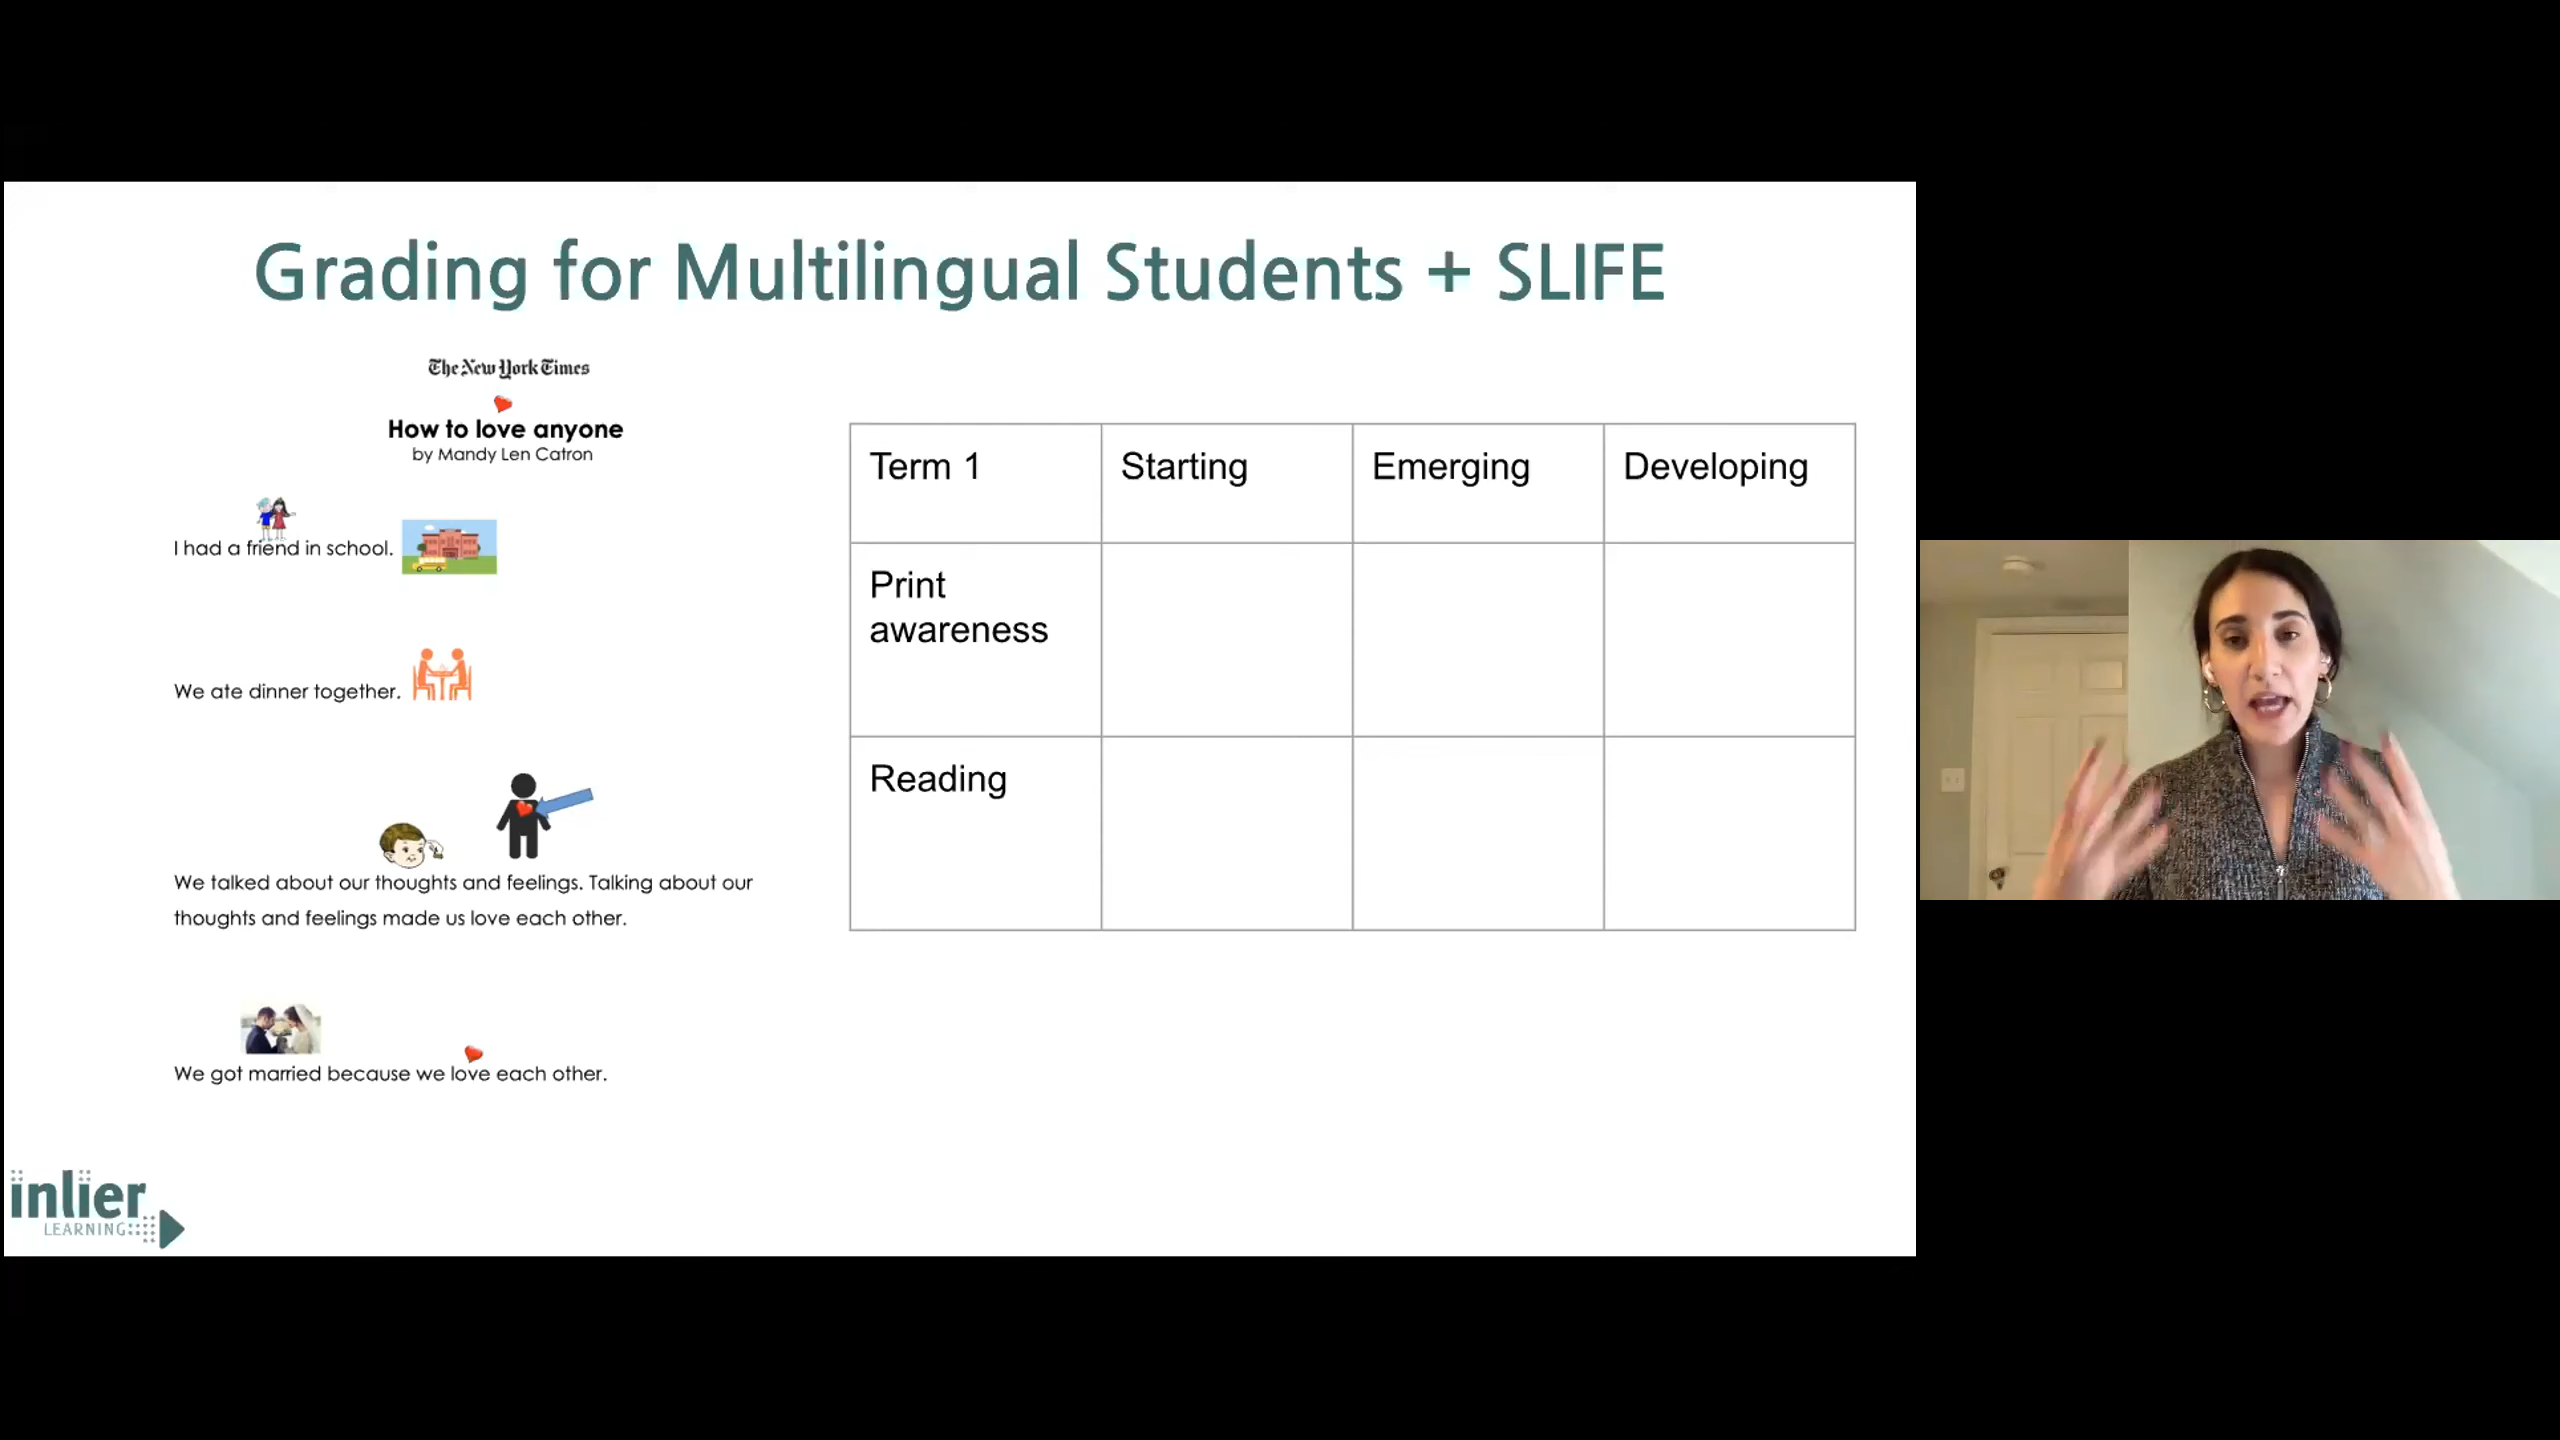 Grading for Multilingual Students + SLIFE
The New York Times
How to love anyone
by Mandy Len Catron
I had a friend in school.
We ate dinner together.
We talked about our thoughts and feelings. Talking about our
thoughts and feelings made us love each other.
We got married because we love each other.
Term 1
Starting
Emerging
Developing
Print
awareness
Reading
inlier
LEARNING